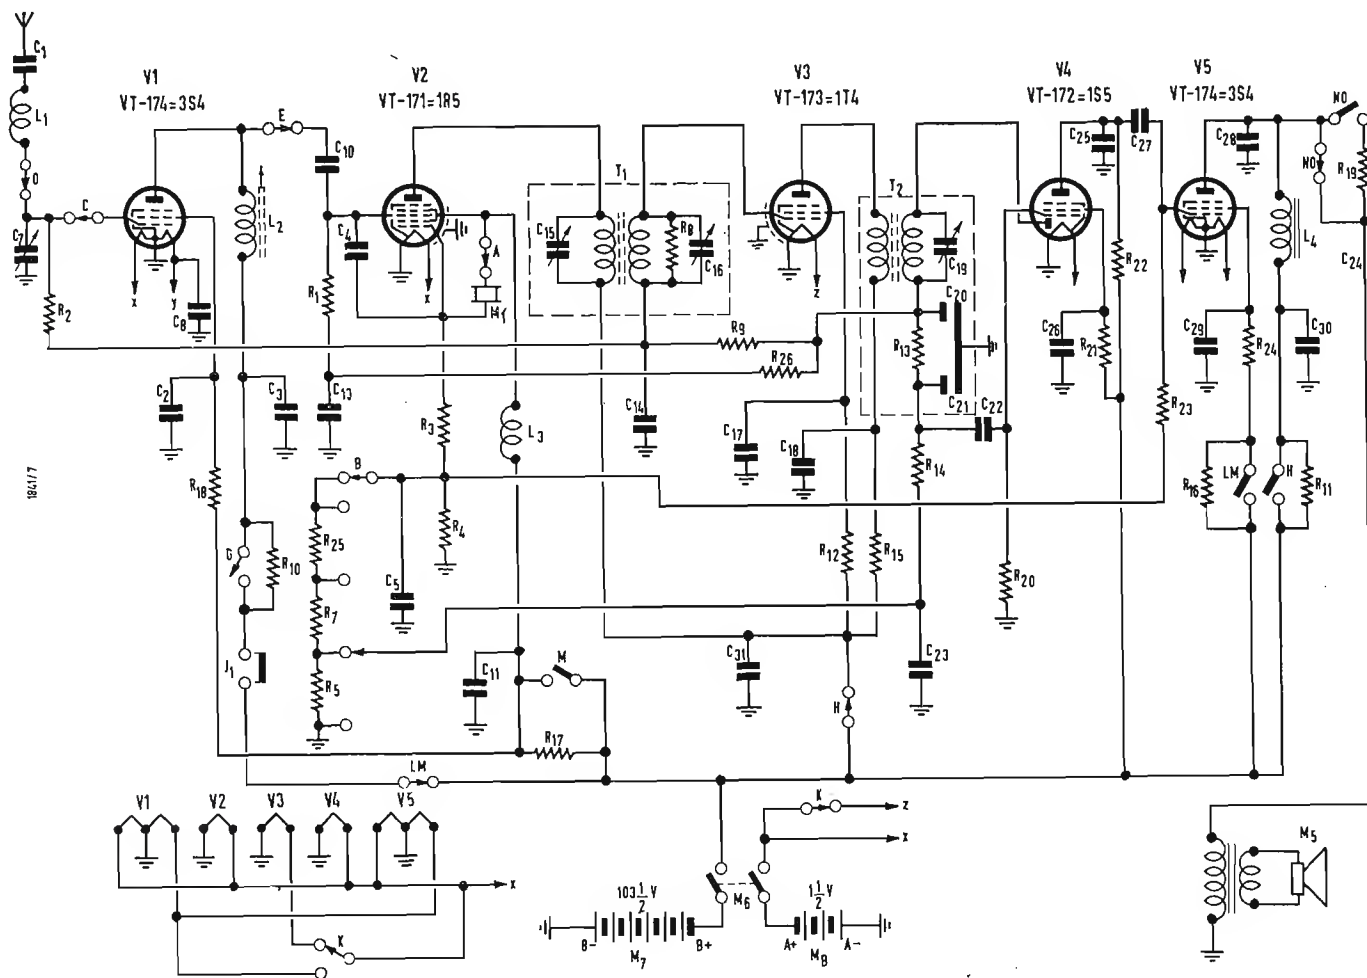 C1
L1
O
C7
C
V1
VT-174=3S4
x
y
C8
R2
E
L2
C10
V2
VT-171=1R5
C4
R1
A
x
T1
C15
R8
C16
V3
VT-173=1T4
z
T2
C19
C20
R13
C21
C22
V4
VT-172=1S5
C25
C27
R22
C26
R21
V5
VT-174=3S4
C28
NO
NO
R19
L4
C24
C29
R24
C30
R9
R26
C2
C3
C13
R3
L3
C14
C17
C18
R14
R23
1841/7
R18
B
R4
R25
G
R10
C5
R7
R12
R15
R20
R16
LM
H
R11
J1
R5
C11
M
C31
C23
H
R17
LM
V1
V2
V3
V4
V5
x
K
K
z
x
M6
103 1/2 V
B-
M7
B+
1 1/2 V
A+
M8
A-
M5